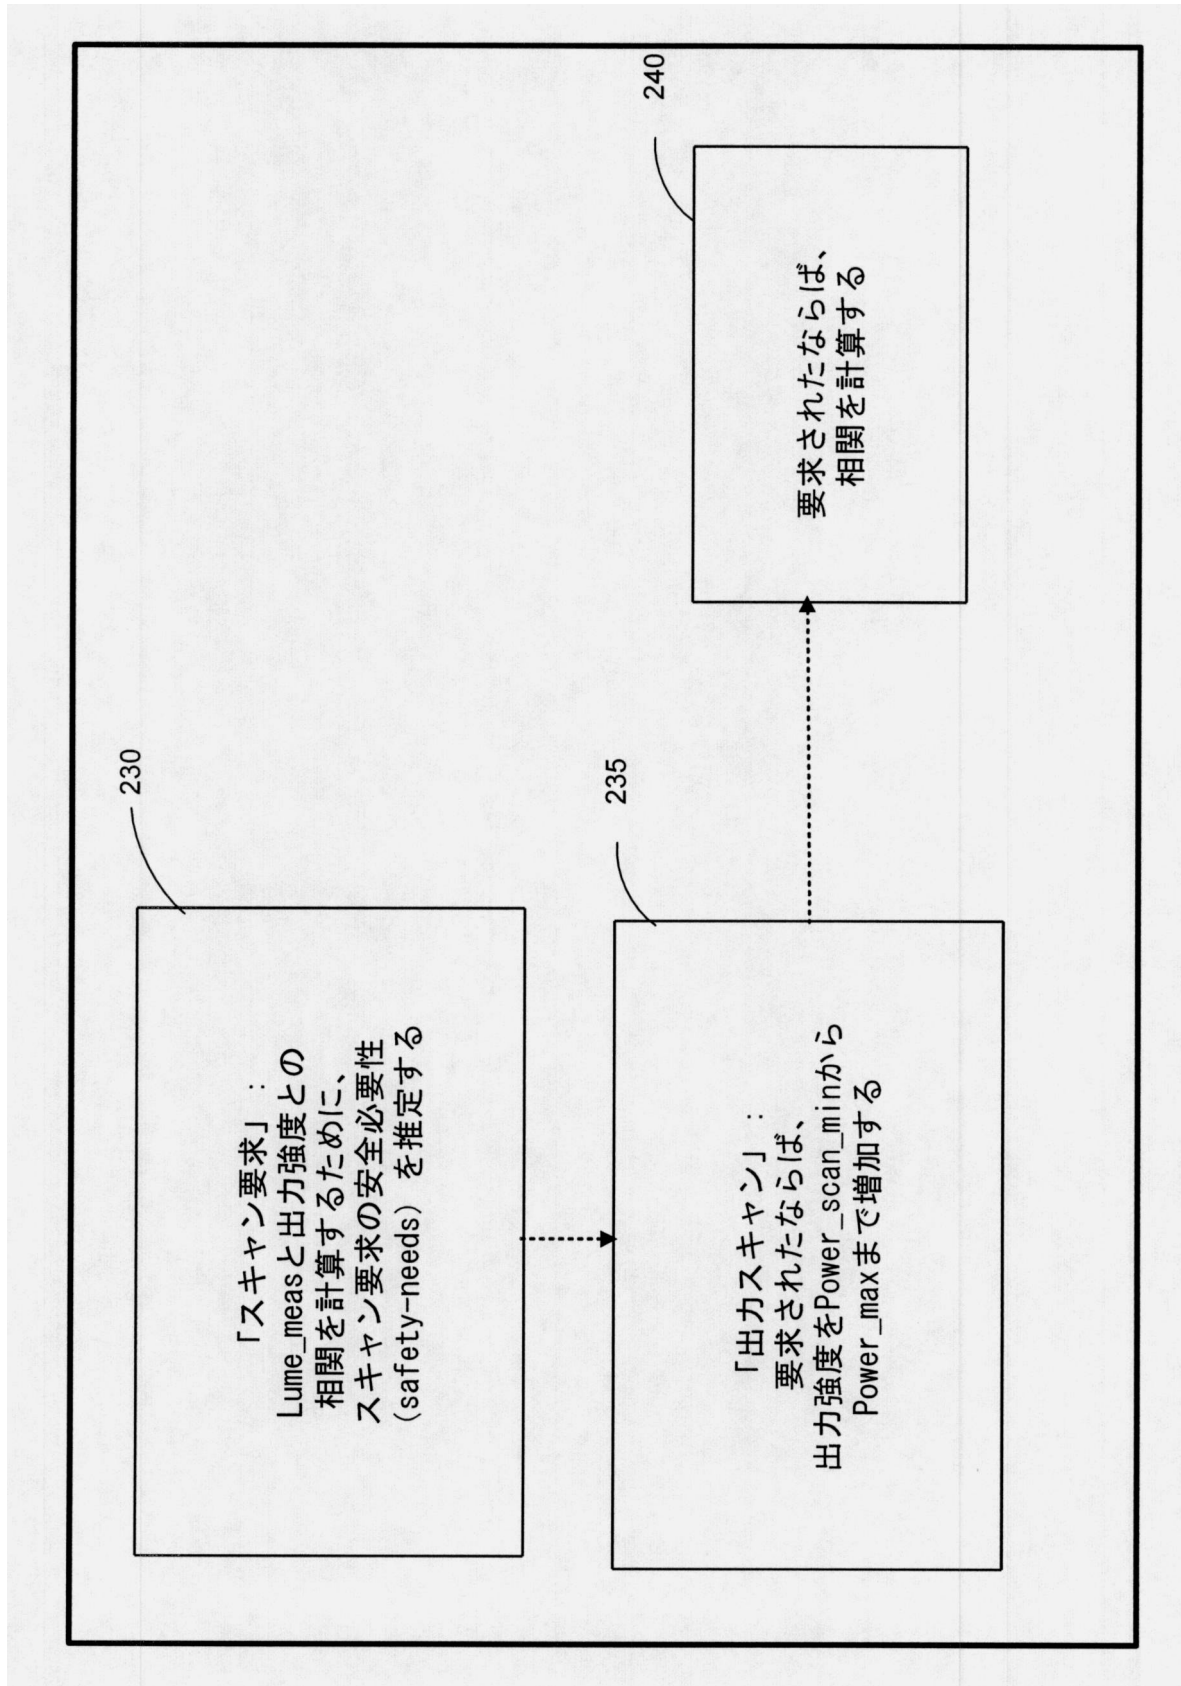 230
「スキャン要求」:
Lume_measと出力強度との
相関を計算するために、
スキャン要求の安全必要性
(safety-needs) を推定する
235
「出力スキャン」:
要求されたならば、
出力強度をPower_scan_minから
Power_maxまで増加する
240
要求されたならば、
相関を計算する